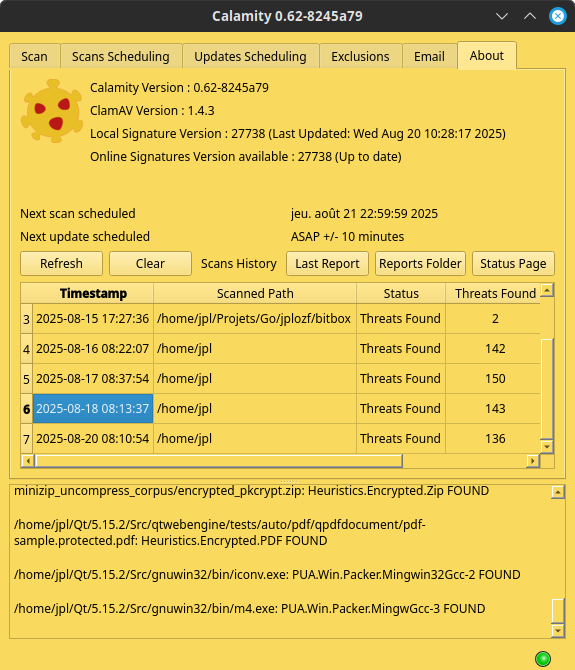 Calamity 0.62-8245a79
Scan Scans Scheduling Updates Scheduling Exclusions Email About
Calamity Version : 0.62-8245a79
ClamAV Version : 1.4.3
Local Signature Version : 27738 (Last Updated: Wed Aug 20 10:28:17 2025)
Online Signatures Version available : 27738 (Up to date)
Next scan scheduled jeu. août 21 22:59:59 2025
Next update scheduled ASAP +/- 10 minutes
Refresh Clear Scans History Last Report Reports Folder Status Page
Timestamp Scanned Path Status Threats Found
3 2025-08-15 17:27:36 /home/jpl/Projets/Go/jplozf/bitbox Threats Found 2
4 2025-08-16 08:22:07 /home/jpl Threats Found 142
5 2025-08-17 08:37:54 /home/jpl Threats Found 150
6 2025-08-18 08:13:37 /home/jpl Threats Found 143
7 2025-08-20 08:10:54 /home/jpl Threats Found 136
minizip_uncompress_corpus/encrypted_pkcrypt.zip: Heuristics.Encrypted.Zip FOUND
/home/jpl/Qt/5.15.2/Src/qtwebengine/tests/auto/pdf/qpdfdocument/pdf-
sample.protected.pdf: Heuristics.Encrypted.PDF FOUND
/home/jpl/Qt/5.15.2/Src/gnuwin32/bin/iconv.exe: PUA.Win.Packer.Mingwin32Gcc-2 FOUND
/home/jpl/Qt/5.15.2/Src/gnuwin32/bin/m4.exe: PUA.Win.Packer.MingwGcc-3 FOUND